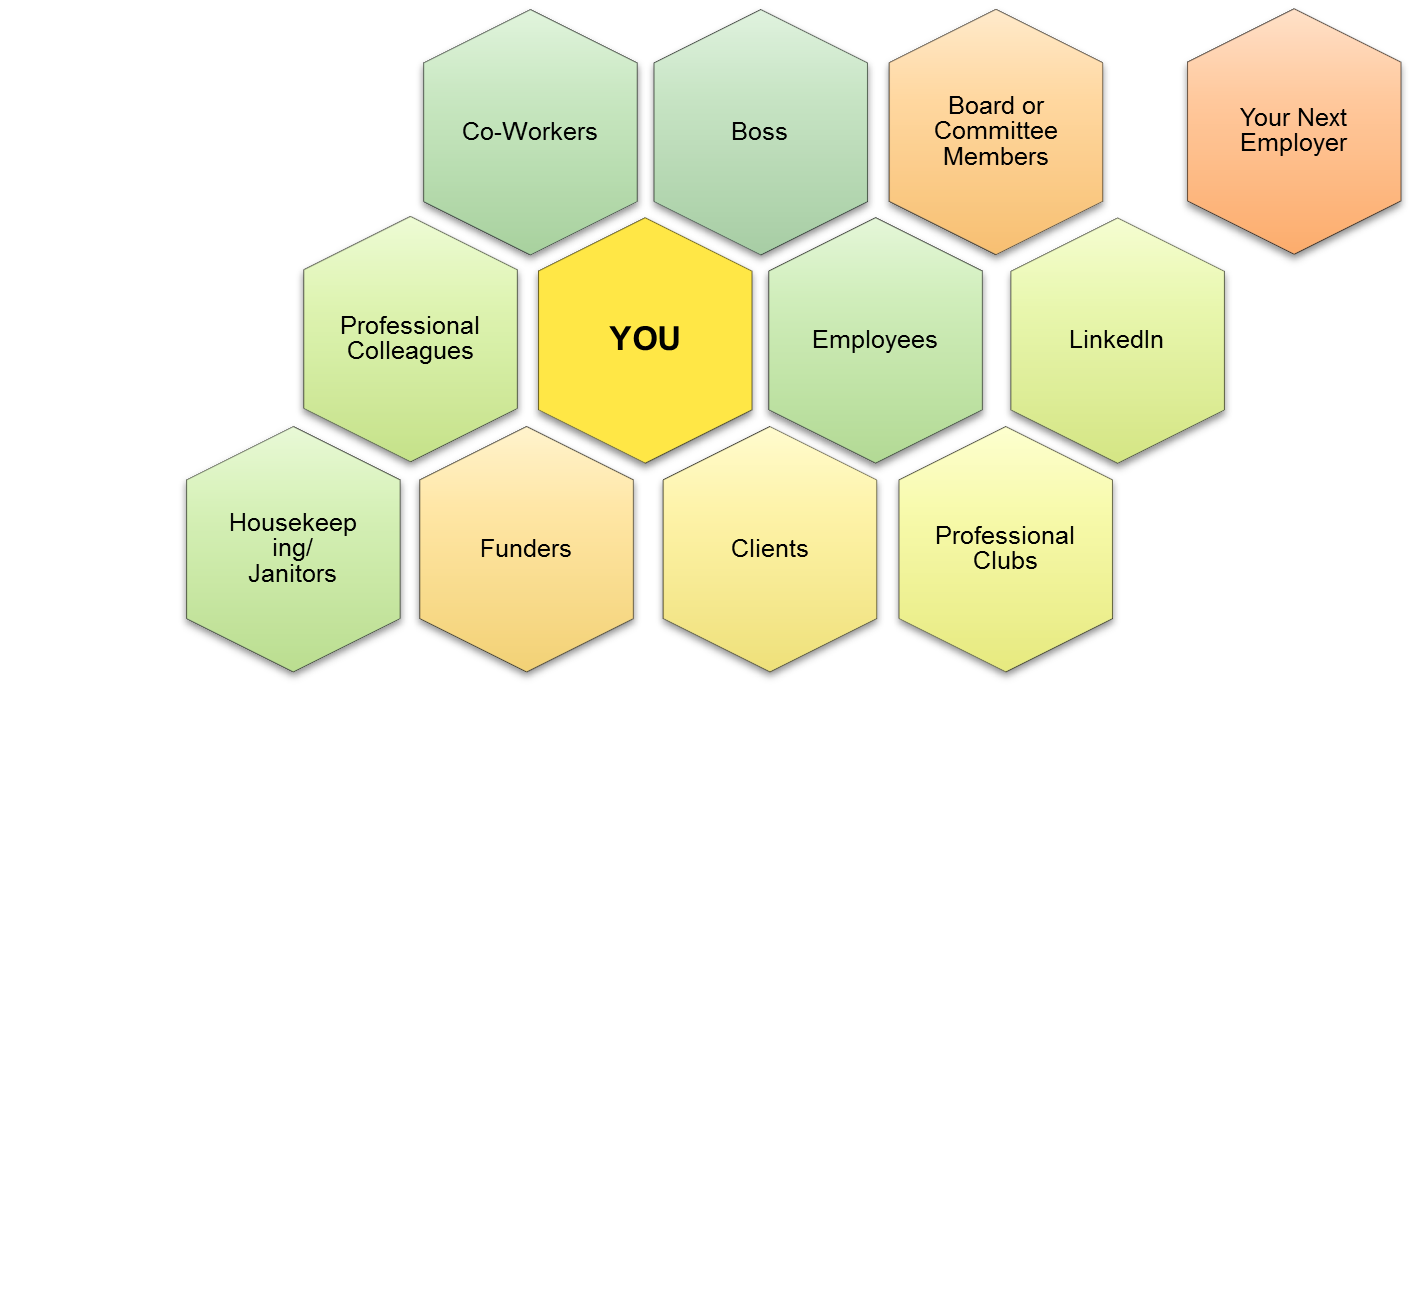 Co-Workers
Boss
Board or
Committee
Members
Your Next
Employer
Professional
Colleagues
YOU
Employees
LinkedIn
Housekeep
ing/
Janitors
Funders
Clients
Professional
Clubs